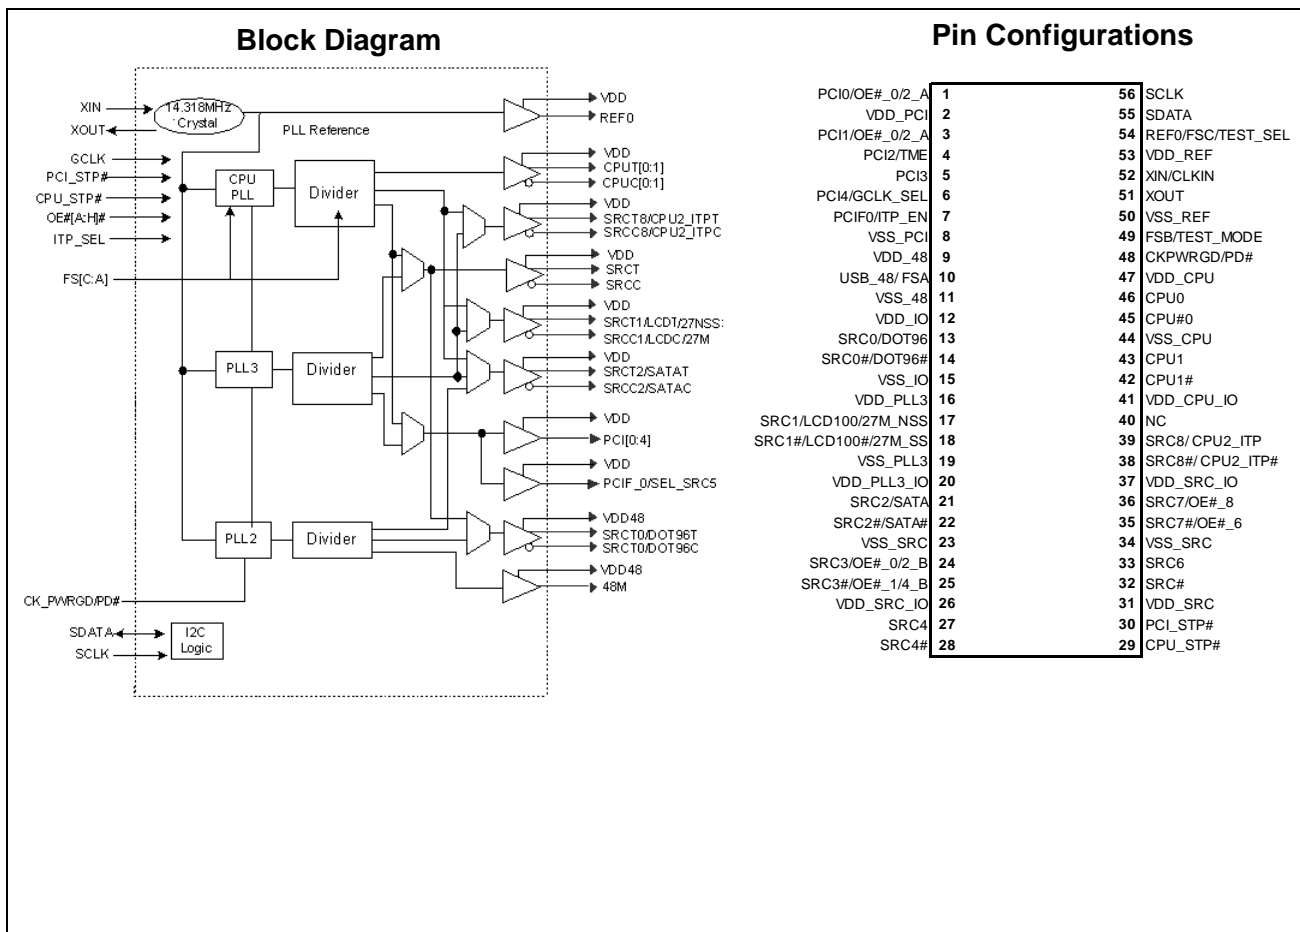 Block Diagram
XIN
XOUT
14.318MHz
Crystal
PLL Reference
GCLK
PCI_STP#
CPU_STP#
OE#[A:H]#
ITP_SEL
FS[C:A]
CPU
PLL
Divider
PLL3
Divider
PLL2
Divider
CK_PWRGD/PD#
SDATA
SCLK
I2C
Logic
VDD
REF0
VDD
CPUT[0:1]
CPUC[0:1]
VDD
SRCT8/CPU2_ITPT
SRCC8/CPU2_ITPC
VDD
SRCT
SRCC
VDD
SRCT1/LCDT/27NSS
SRCC1/LCDC/27M
VDD
SRCT2/SATAT
SRCC2/SATAC
VDD
PCI[0:4]
VDD
PCIF_0/SEL_SRC5
VDD48
SRCT0/DOT96T
SRCT0/DOT96C
VDD48
48M
Pin Configurations
PCI0/OE#_0/2_A 1 56 SCLK
VDD_PCI 2 55 SDATA
PCI1/OE#_0/2_A 3 54 REF0/FSC/TEST_SEL
PCI2/TME 4 53 VDD_REF
PCI3 5 52 XIN/CLKIN
PCI4/GCLK_SEL 6 51 XOUT
PCIF0/ITP_EN 7 50 VSS_REF
VSS_PCI 8 49 FSB/TEST_MODE
VDD_48 9 48 CKPWRGD/PD#
USB_48/ FSA 10 47 VDD_CPU
VSS_48 11 46 CPU0
VDD_IO 12 45 CPU#0
SRC0/DOT96 13 44 VSS_CPU
SRC0#/DOT96# 14 43 CPU1
VSS_IO 15 42 CPU1#
VDD_PLL3 16 41 VDD_CPU_IO
SRC1/LCD100/27M_NSS 17 40 NC
SRC1#/LCD100#/27M_SS 18 39 SRC8/ CPU2_ITP
VSS_PLL3 19 38 SRC8#/ CPU2_ITP#
VDD_PLL3_IO 20 37 VDD_SRC_IO
SRC2/SATA 21 36 SRC7/OE#_8
SRC2#/SATA# 22 35 SRC7#/OE#_6
VSS_SRC 23 34 VSS_SRC
SRC3/OE#_0/2_B 24 33 SRC6
SRC3#/OE#_1/4_B 25 32 SRC#
VDD_SRC_IO 26 31 VDD_SRC
SRC4 27 30 PCI_STP#
SRC4# 28 29 CPU_STP#